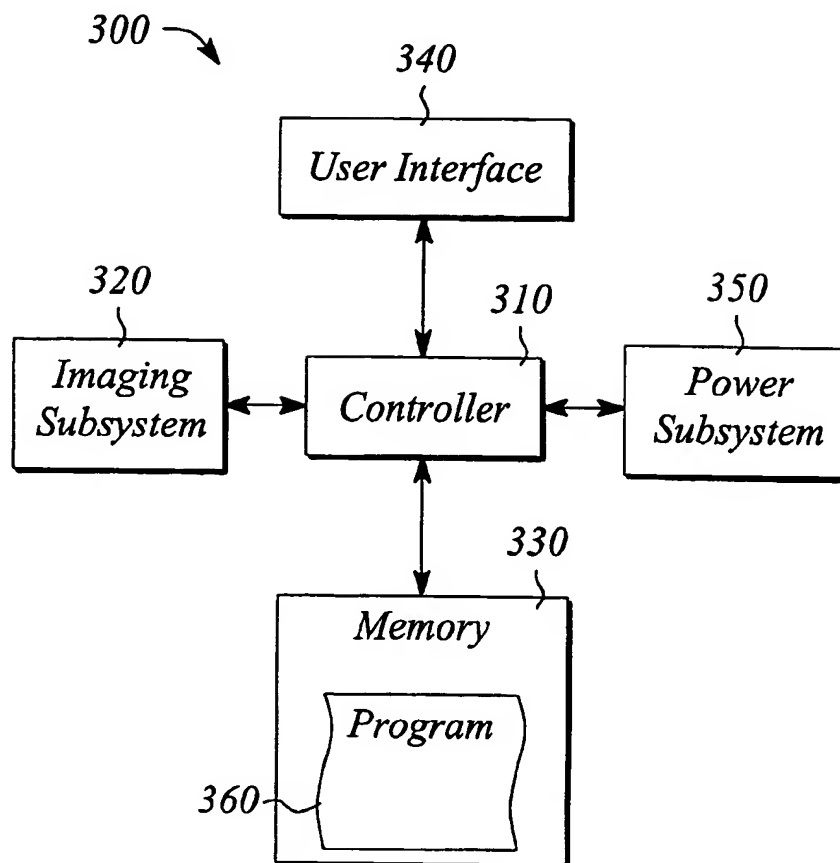 300
340
User Interface
320
310
350
Imaging
Subsystem
Controller
Power
Subsystem
330
Memory
Program
360